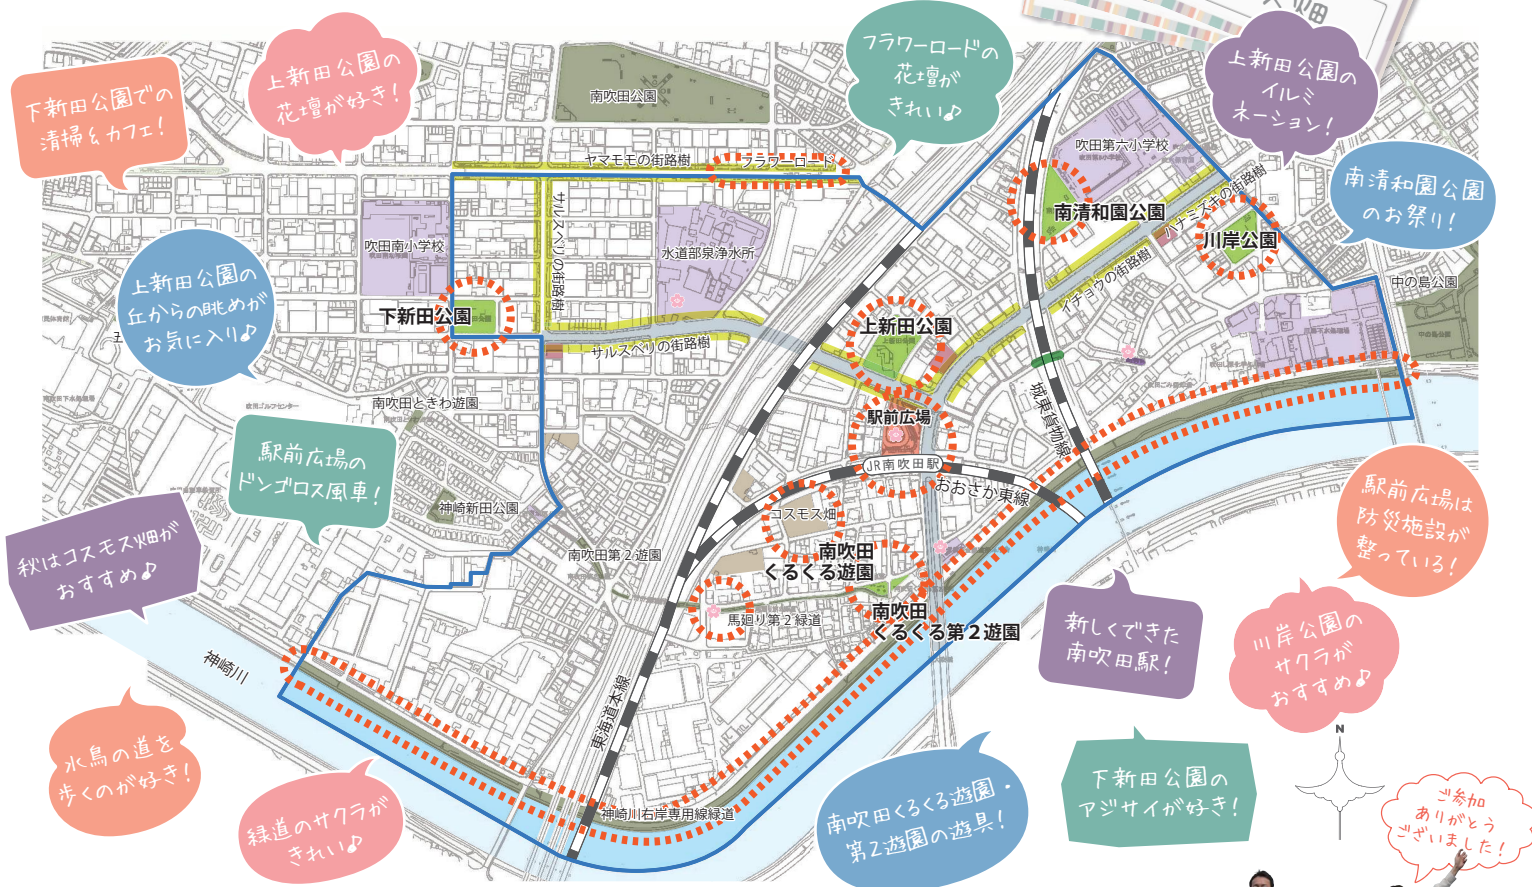 下新田公園での
清掃&カフェ!
上新田公園の
花壇が好き!
フラワーロードの
花壇が
きれい♪
上新田公園の
イルミ
ネーション!
南清和園公園
のお祭り!
上新田公園の
丘からの眺めが
お気に入り♪
駅前広場の
ドンゴロス風車!
秋はコスモス畑が
おすすめ♪
水鳥の道を
歩くのが好き!
緑道のサクラが
きれい♪
南吹田くるくる遊園・
第2遊園の遊具!
新しくできた
南吹田駅!
下新田公園の
アジサイが好き!
川岸公園の
サクラが
おすすめ♪
駅前広場は
防災施設が
整っている!
ご参加
ありがとう
ございました!
南吹田公園
ヤマモモの街路樹
フラワーロード
吹田第六小学校
南清和園公園
ハナミズキの街路樹
川岸公園
中の島公園
吹田南小学校
サルスベリの街路樹
水道部泉浄水所
下新田公園
サルスベリの街路樹
上新田公園
イチョウの街路樹
城東貨物線
駅前広場
JR南吹田駅
おおさか東線
南吹田ときわ遊園
神崎新田公園
南吹田第2遊園
コスモス畑
南吹田
くるくる遊園
馬廻り第2緑道
南吹田
くるくる第2遊園
神崎川
東海道本線
神崎川右岸専用線緑道
N